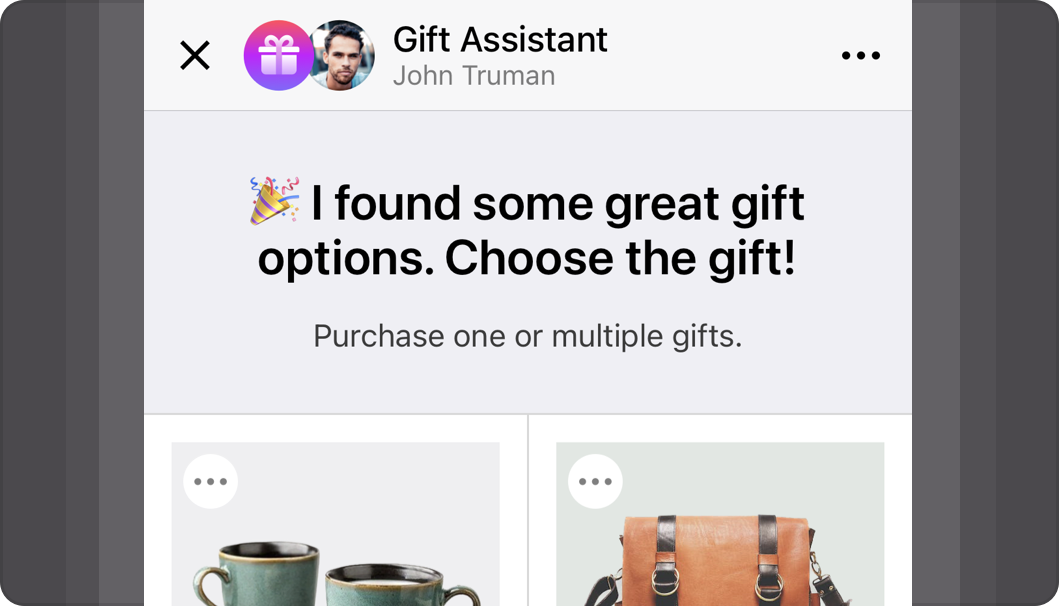 Gift Assistant
John Truman
🎉 I found some great gift
options. Choose the gift!
Purchase one or multiple gifts.